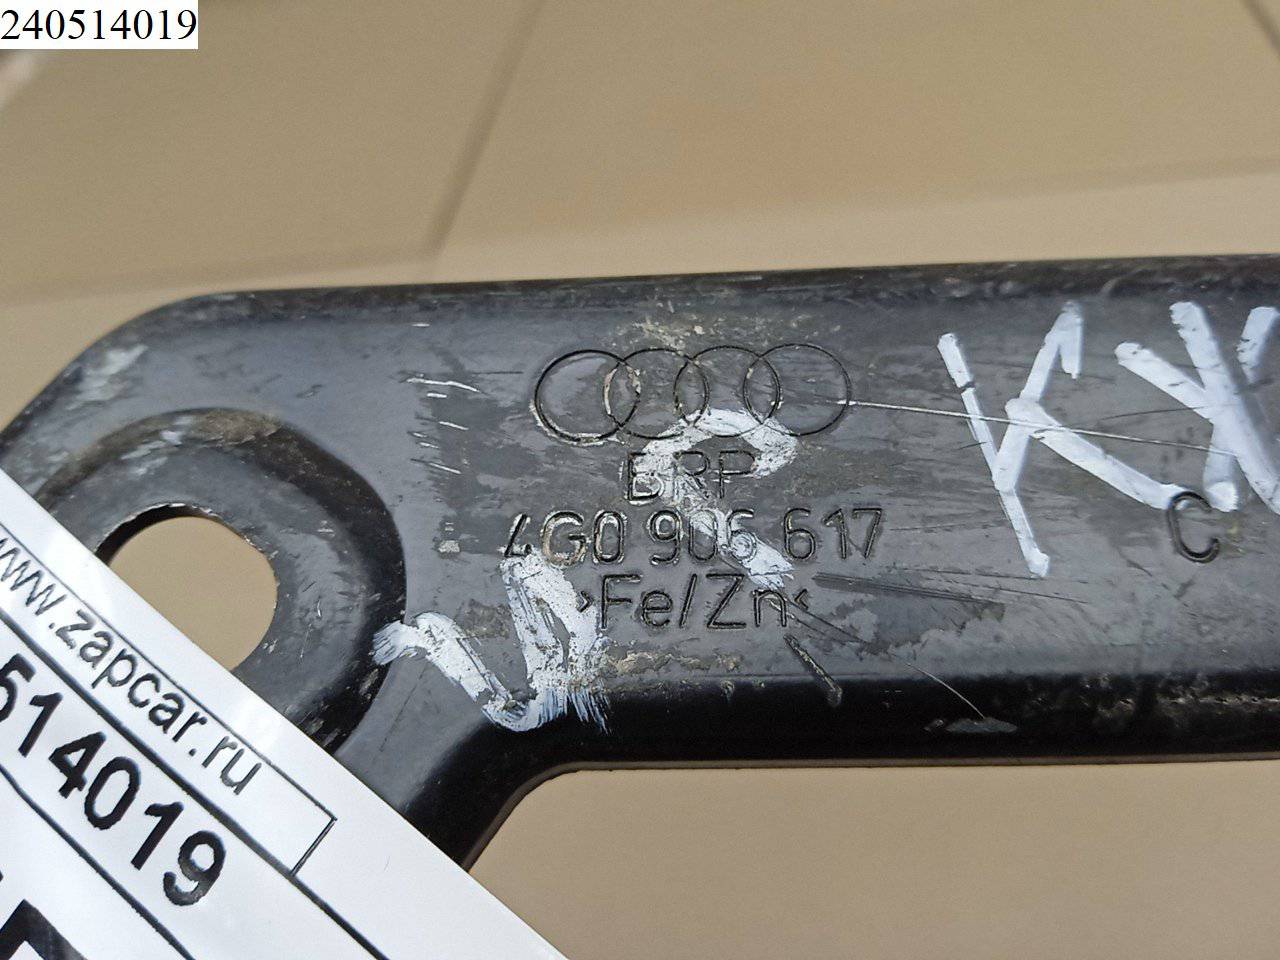 240514019
BRP
4G0 906 617
C
>Fe/Zn<
www.zapcar.ru
514019